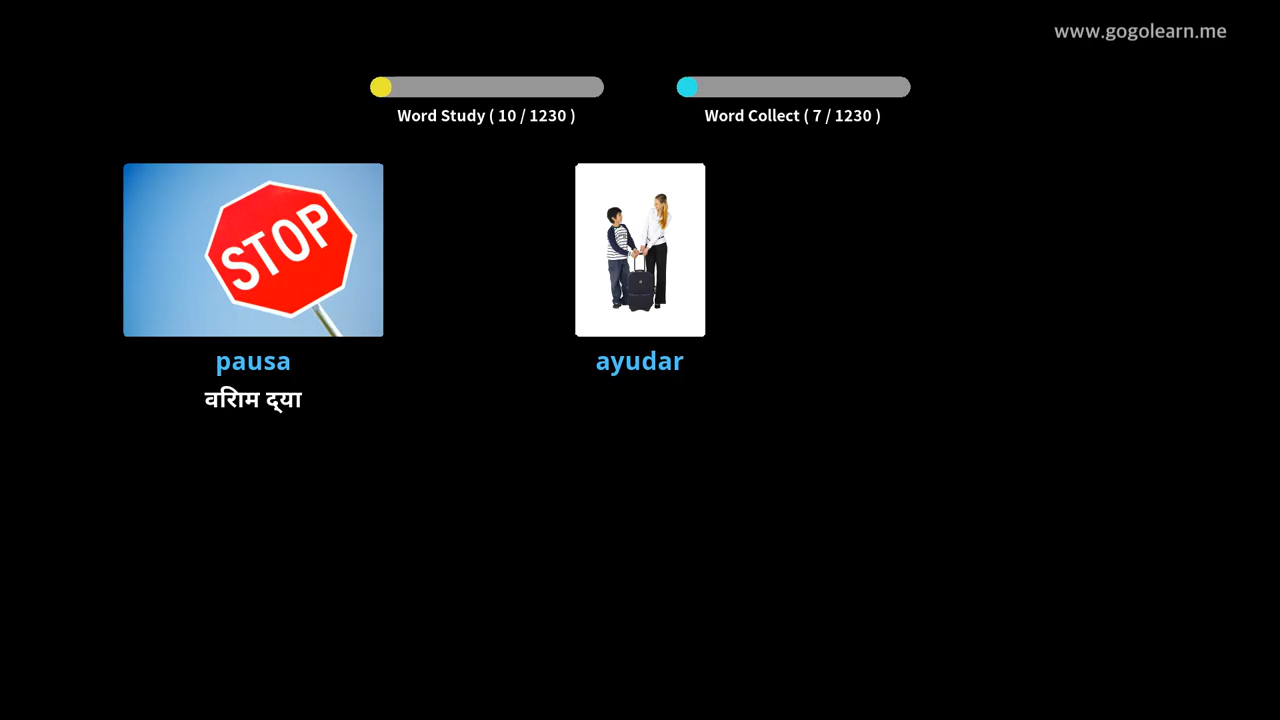 www.gogolearn.me
Word Study ( 10 / 1230 )
Word Collect ( 7 / 1230 )
STOP
pausa
ayudar
विराम द्या